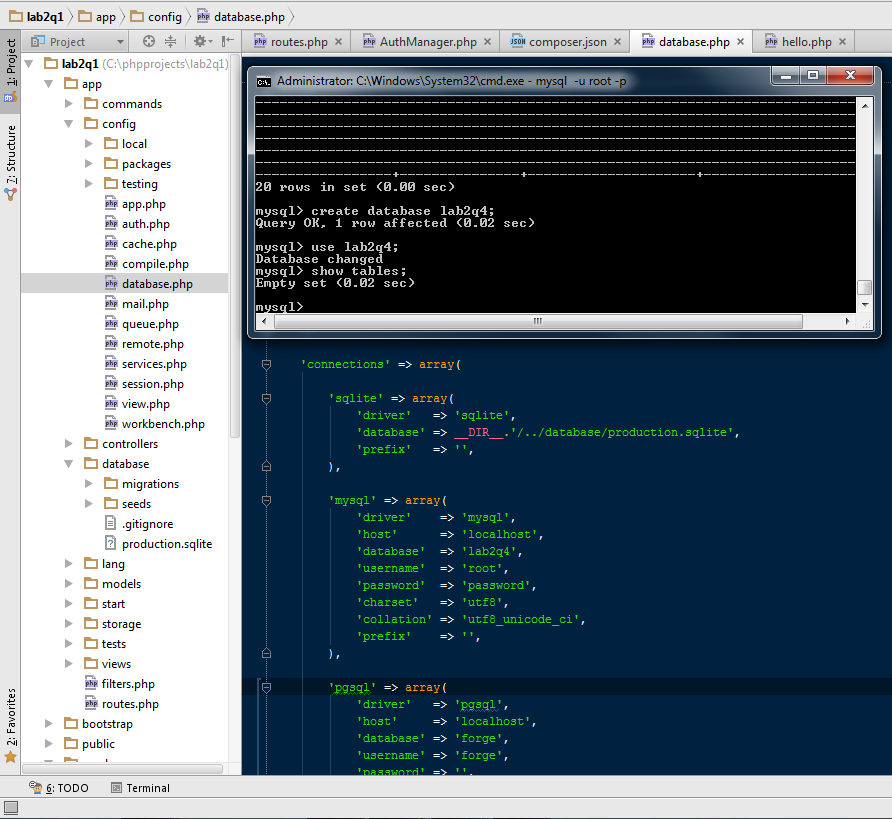 lab2q1 app config database.php
Project
routes.php
AuthManager.php
composer.json
database.php
hello.php
1: Project
7: Structure
2: Favorites
lab2q1 (C:\phpprojects\lab2q1)
app
commands
config
local
packages
testing
app.php
auth.php
cache.php
compile.php
database.php
mail.php
queue.php
remote.php
services.php
session.php
view.php
workbench.php
controllers
database
migrations
seeds
.gitignore
production.sqlite
lang
models
start
storage
tests
views
filters.php
routes.php
bootstrap
public
Administrator: C:\Windows\System32\cmd.exe - mysql -u root -p
20 rows in set (0.00 sec)
mysql> create database lab2q4;
Query OK, 1 row affected (0.02 sec)
mysql> use lab2q4;
Database changed
mysql> show tables;
Empty set (0.02 sec)
mysql>
'connections' => array(
'sqlite' => array(
'driver' => 'sqlite',
'database' => __DIR__.'/../database/production.sqlite',
'prefix' => '',
),
'mysql' => array(
'driver' => 'mysql',
'host' => 'localhost',
'database' => 'lab2q4',
'username' => 'root',
'password' => 'password',
'charset' => 'utf8',
'collation' => 'utf8_unicode_ci',
'prefix' => '',
),
'pgsql' => array(
'driver' => 'pgsql',
'host' => 'localhost',
'database' => 'forge',
'username' => 'forge',
'password' => '',
6: TODO
Terminal